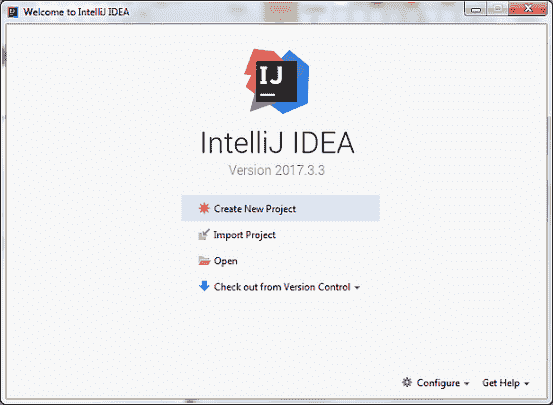 Welcome to IntelliJ IDEA
IJ
IntelliJ IDEA
Version 2017.3.3
Create New Project
Import Project
Open
Check out from Version Control
Configure
Get Help